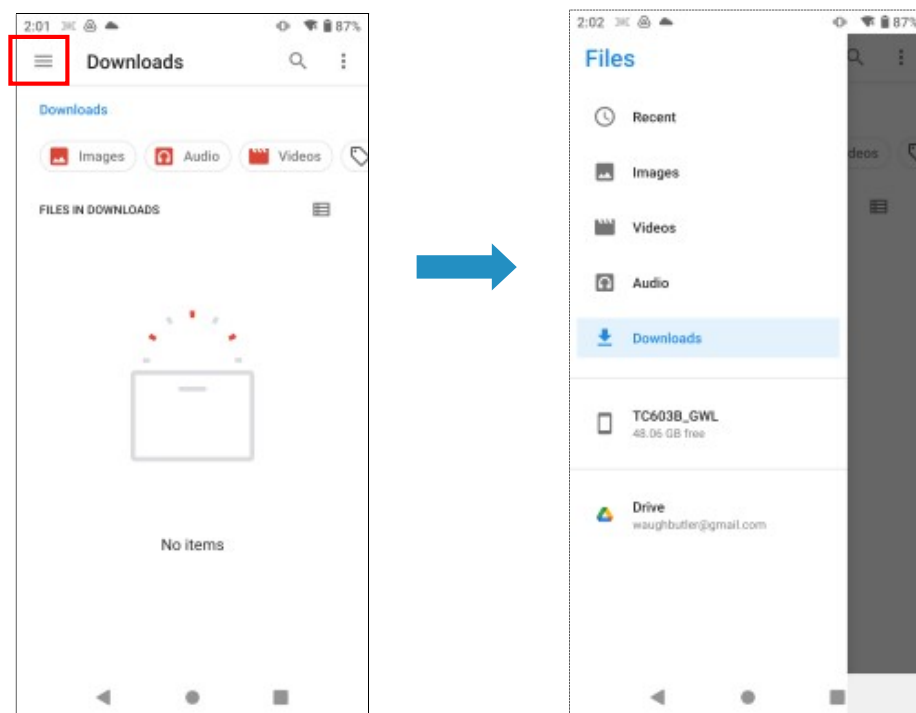 2:01
87%
Downloads
Downloads
Images
Audio
Videos
FILES IN DOWNLOADS
No items
2:02
87%
Files
Recent
Images
deos
Videos
Audio
Downloads
TC603B_GWL
48.06 GB free
Drive
waughbutler@gmail.com